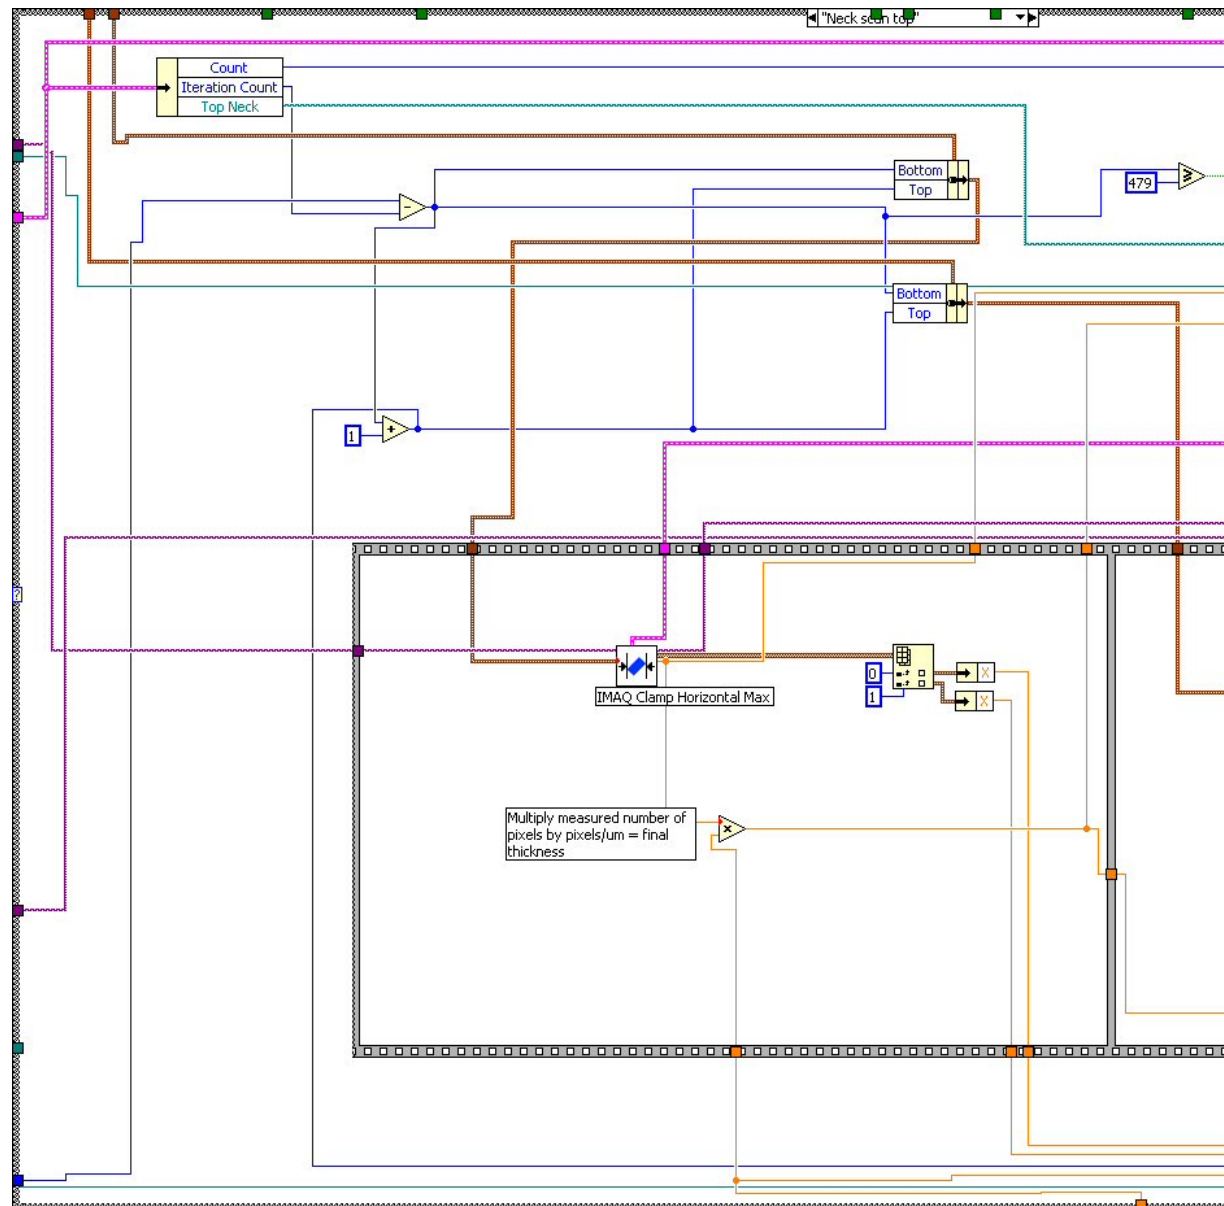 "Neck scan top"
Count
Iteration Count
Top Neck
Bottom
Top
479
-
Bottom
Top
1
+
?
IMAQ Clamp Horizontal Max
0
1
X
X
Multiply measured number of
pixels by pixels/um = final
thickness
x